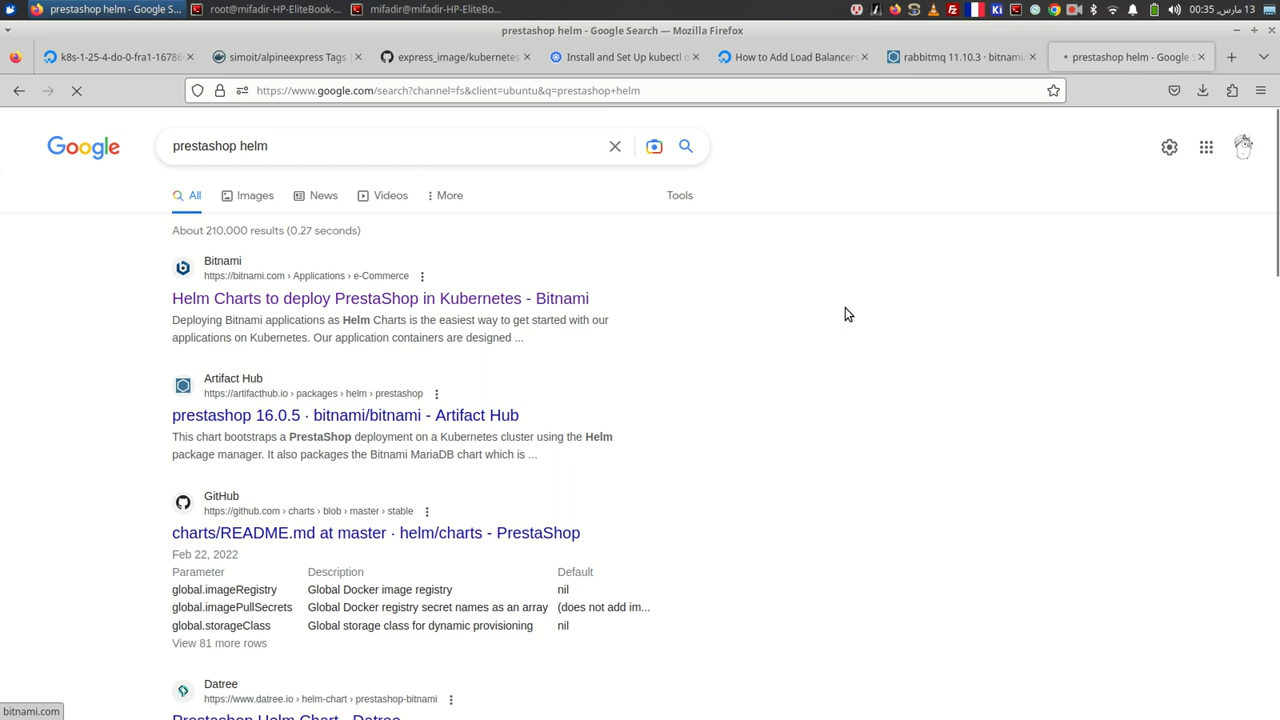 prestashop helm - Google S...
root@mifadir-HP-EliteBook-...
mifadir@mifadir-HP-EliteBo...
Ki
00:35 ,13 مارس
prestashop helm - Google Search — Mozilla Firefox
k8s-1-25-4-do-0-fra1-16786
simoit/alpineexpress Tags |
express_image/kubernetes
Install and Set Up kubectl o
How to Add Load Balancers
rabbitmq 11.10.3 · bitnami/
prestashop helm - Google S
https://www.google.com/search?channel=fs&client=ubuntu&q=prestashop+helm
Google
prestashop helm
All
Images
News
Videos
More
Tools
About 210,000 results (0.27 seconds)
Bitnami
https://bitnami.com › Applications › e-Commerce
Helm Charts to deploy PrestaShop in Kubernetes - Bitnami
Deploying Bitnami applications as Helm Charts is the easiest way to get started with our
applications on Kubernetes. Our application containers are designed ...
Artifact Hub
https://artifacthub.io › packages › helm › prestashop
prestashop 16.0.5 · bitnami/bitnami - Artifact Hub
This chart bootstraps a PrestaShop deployment on a Kubernetes cluster using the Helm
package manager. It also packages the Bitnami MariaDB chart which is ...
GitHub
https://github.com › charts › blob › master › stable
charts/README.md at master · helm/charts - PrestaShop
Feb 22, 2022
Parameter Description Default
global.imageRegistry Global Docker image registry nil
global.imagePullSecrets Global Docker registry secret names as an array (does not add im...
global.storageClass Global storage class for dynamic provisioning nil
View 81 more rows
Datree
https://www.datree.io › helm-chart › prestashop-bitnami
Prestashop Helm Chart - Datree
bitnami.com